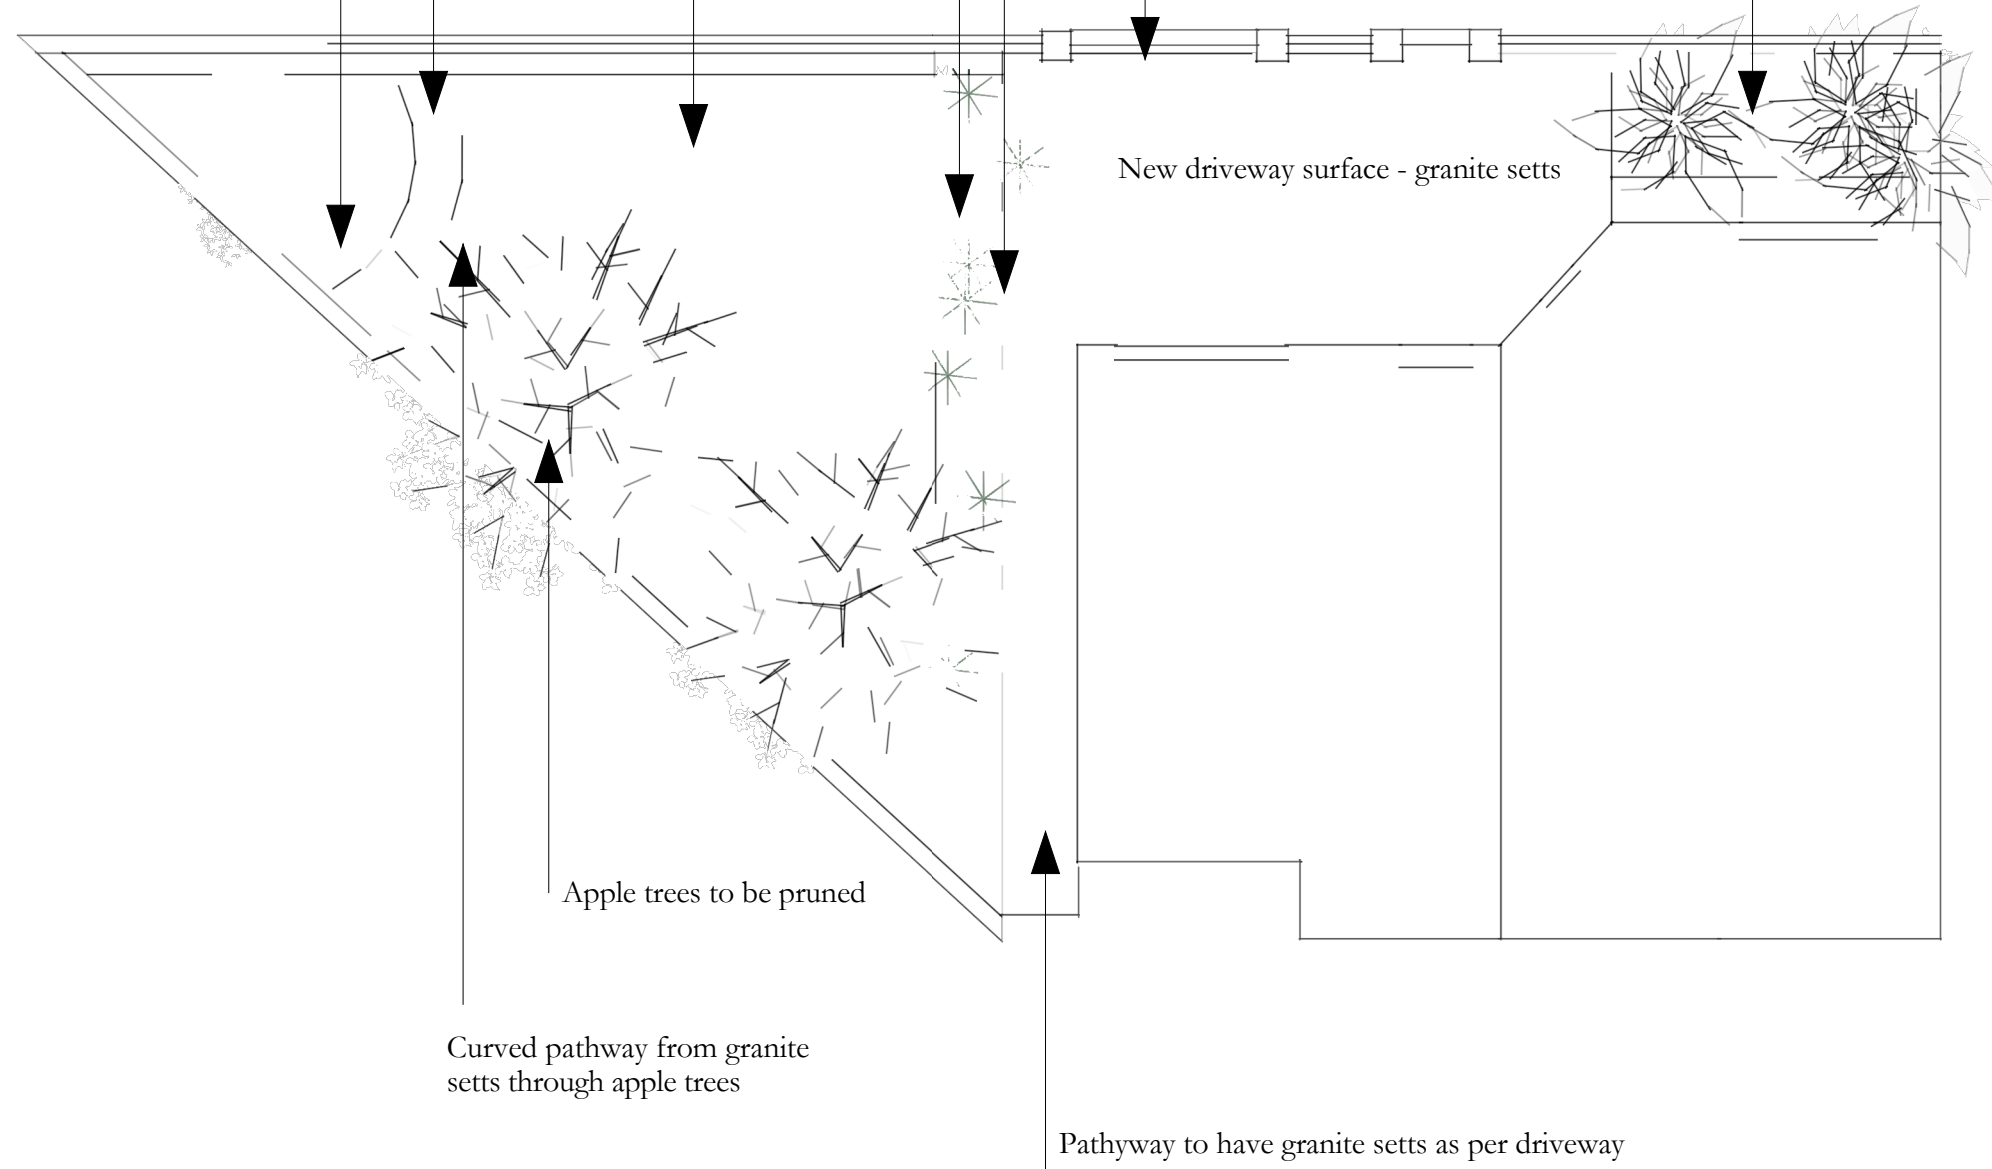 New driveway surface - granite setts
Apple trees to be pruned
Curved pathway from granite
setts through apple trees
Pathyway to have granite setts as per driveway